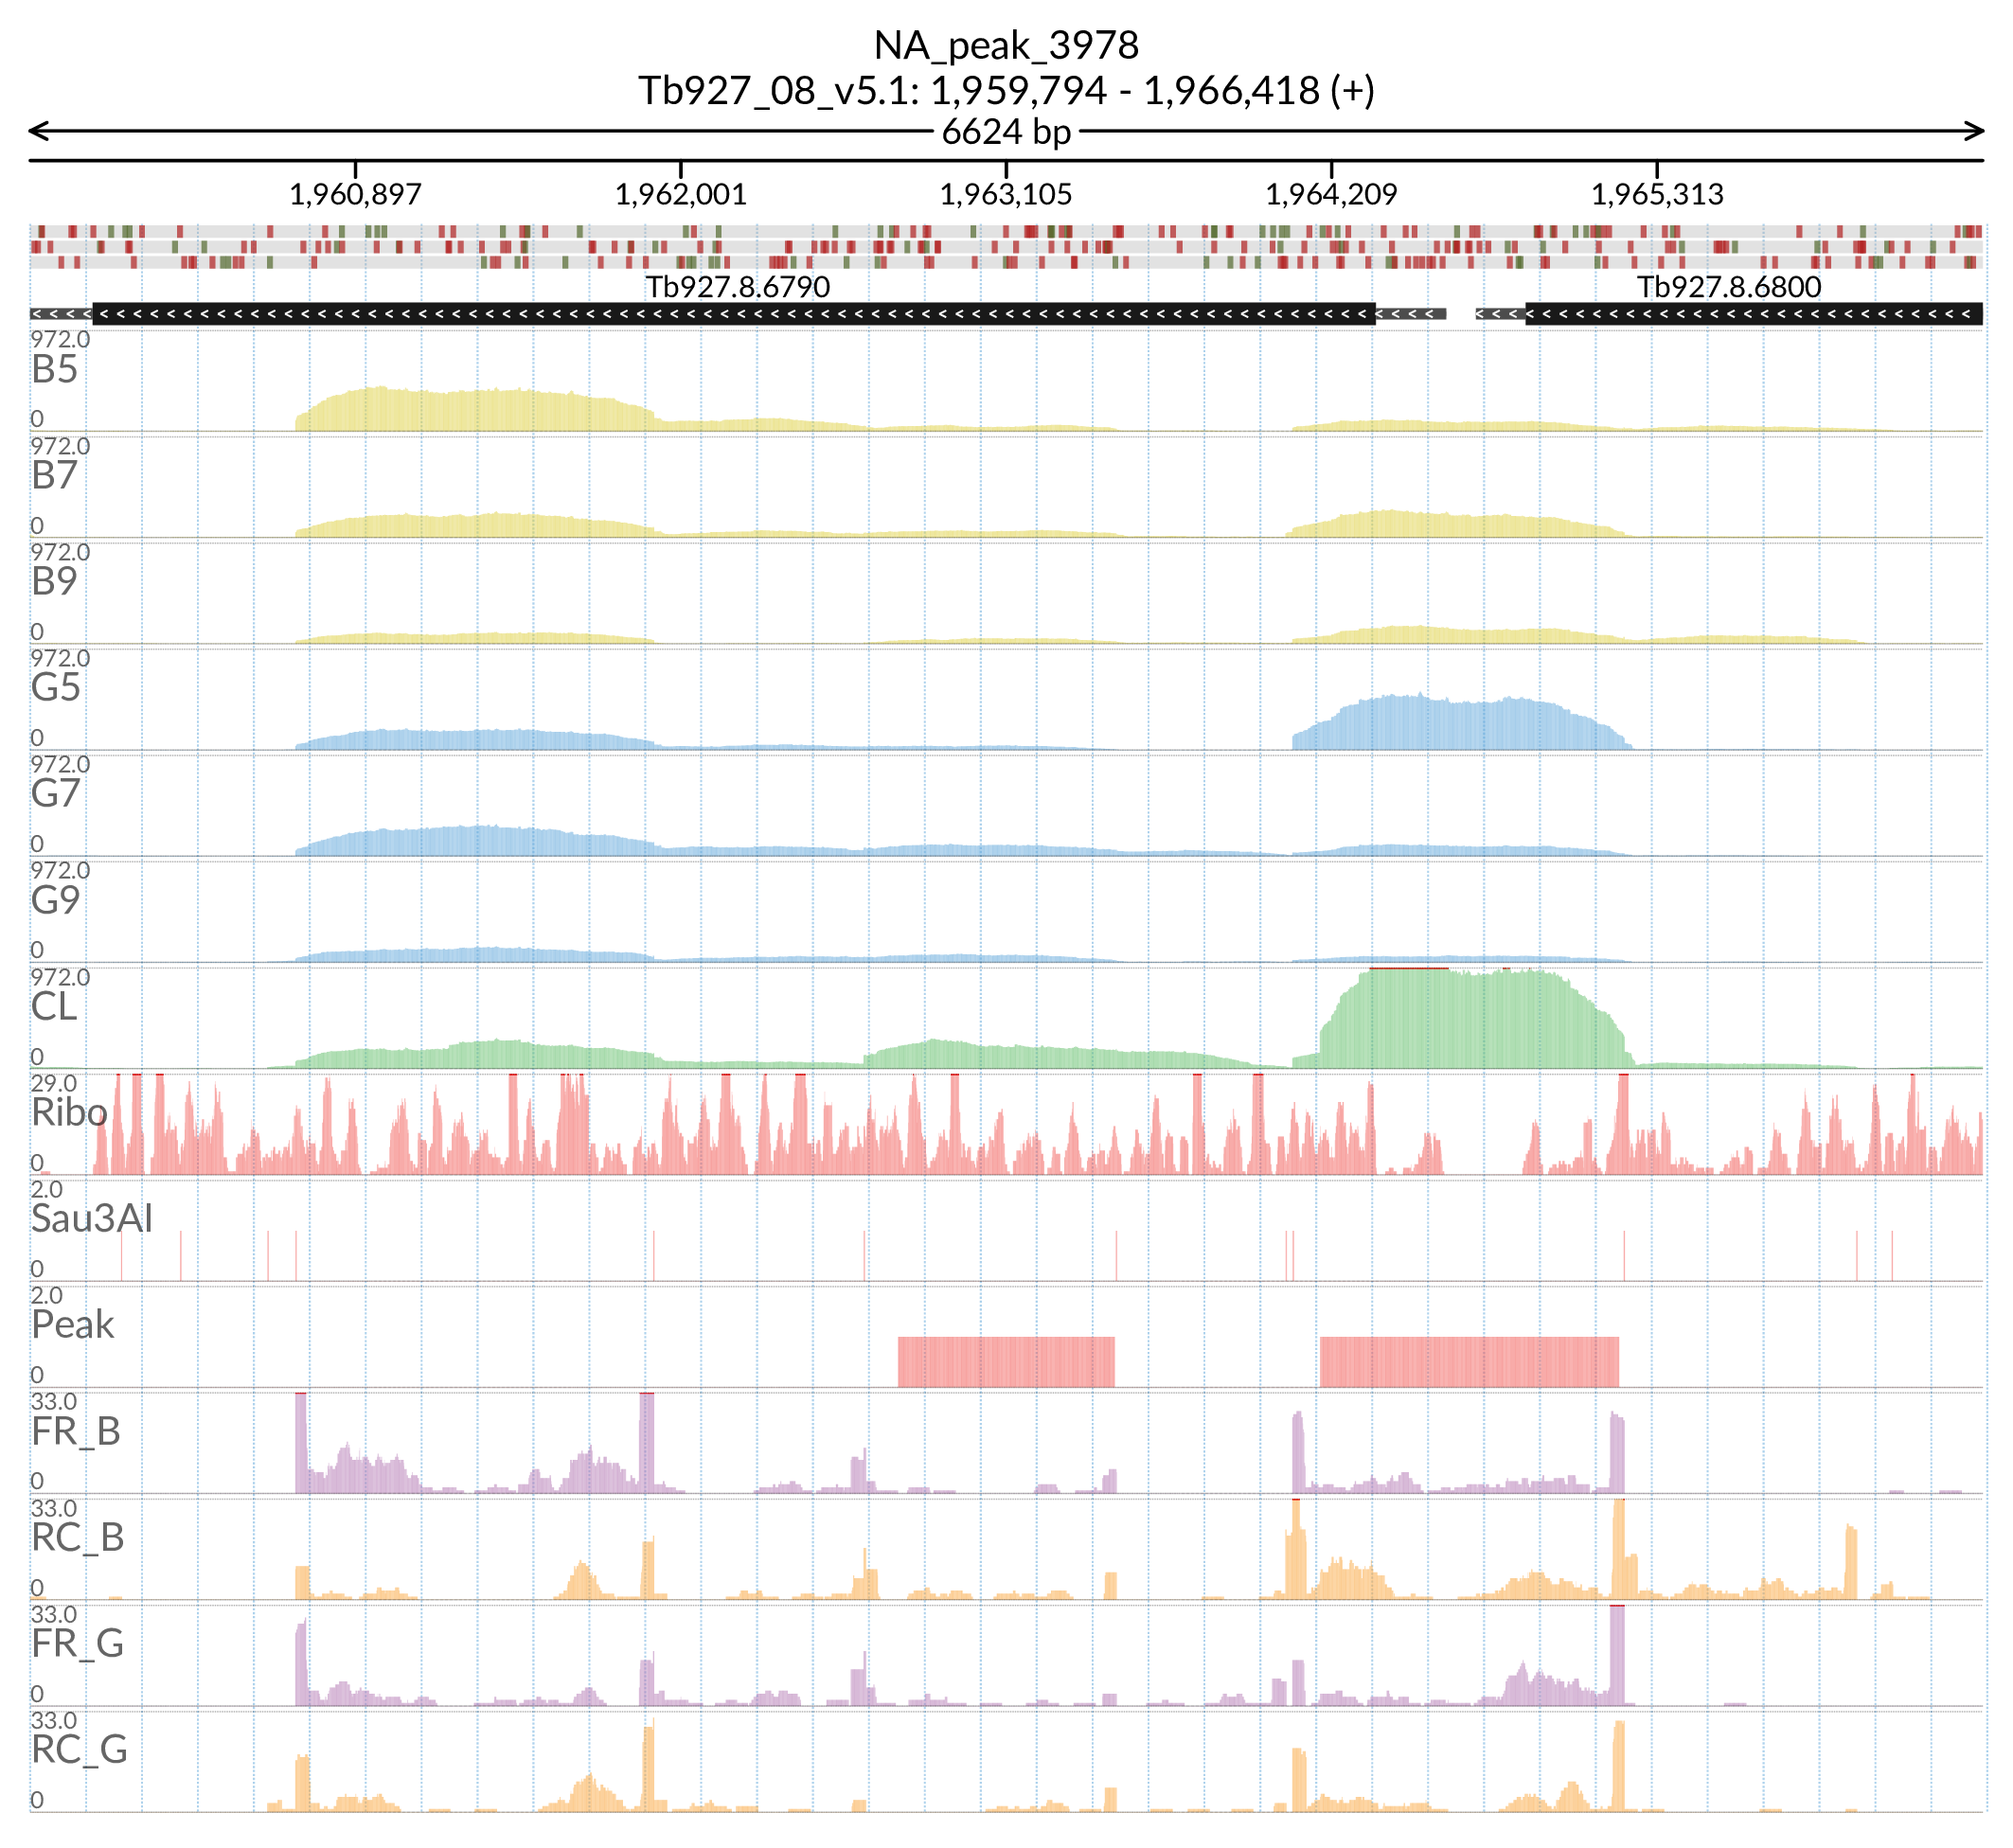 NA_peak_3978
Tb927_08_v5.1: 1,959,794 - 1,966,418 (+)
6624 bp
1,960,897 1,962,001 1,963,105 1,964,209 1,965,313
Tb927.8.6790 Tb927.8.6800
972.0
B5
0
972.0
B7
0
972.0
B9
0
972.0
G5
0
972.0
G7
0
972.0
G9
0
972.0
CL
0
29.0
Ribo
0
2.0
Sau3AI
0
2.0
Peak
0
33.0
FR_B
0
33.0
RC_B
0
33.0
FR_G
0
33.0
RC_G
0